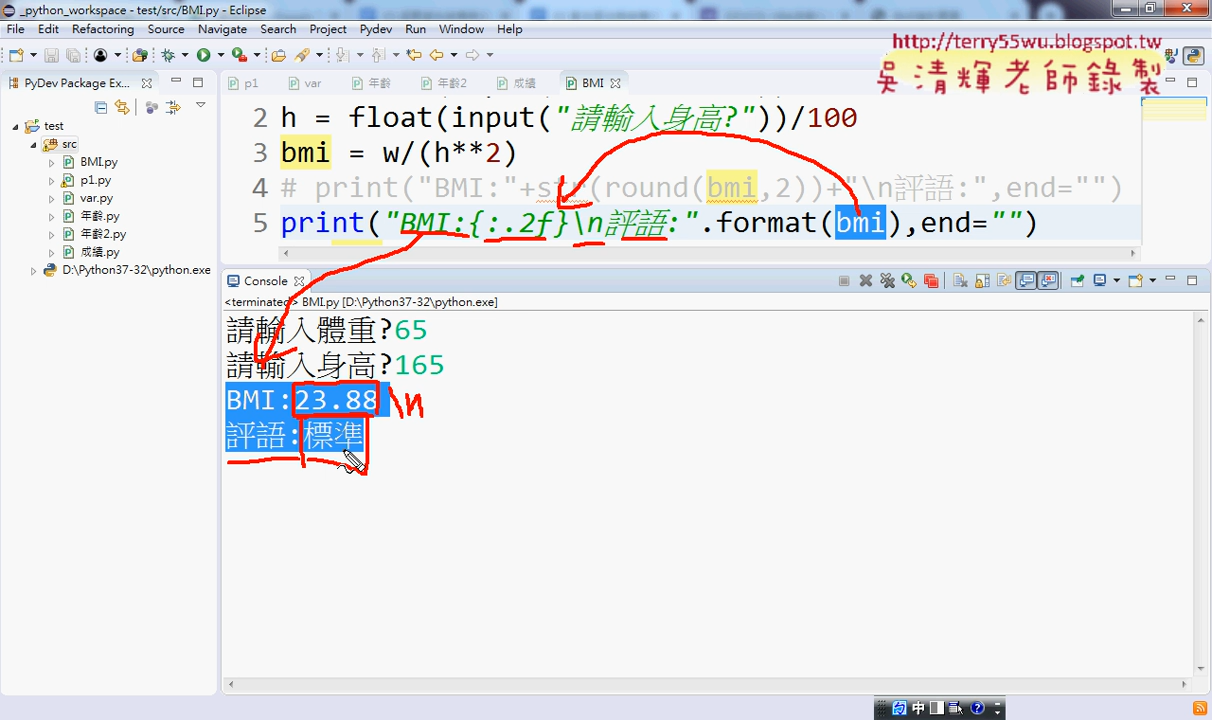 _python_workspace - test/src/BMI.py - Eclipse
File Edit Refactoring Source Navigate Search Project Pydev Run Window Help
http://terry55wu.blogspot.tw
吳清輝老師錄製
PyDev Package Ex...
p1 var 年齡 年齡2 成績 BMI
test
src
BMI.py
p1.py
var.py
年齡.py
年齡2.py
成績.py
D:\Python37-32\python.exe
2 h = float(input("請輸入身高?"))/100
3 bmi = w/(h**2)
4 # print("BMI:"+str(round(bmi,2))+"\n評語:",end="")
5 print("BMI:{:.2f}\n評語:".format(bmi),end="")
Console
<terminated> BMI.py [D:\Python37-32\python.exe]
請輸入體重?65
請輸入身高?165
BMI:23.88 \n
評語:標準
中